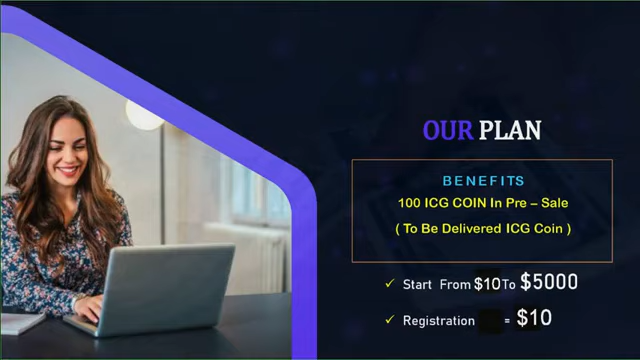 OUR PLAN
BENEFITS
100 ICG COIN In Pre – Sale
( To Be Delivered ICG Coin )
✓ Start From $10 To $5000
✓ Registration = $10